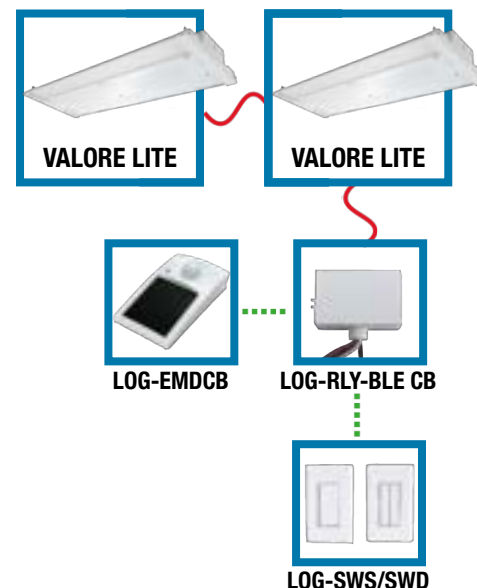 VALORE LITE
VALORE LITE
LOG-EMDCB
LOG-RLY-BLE CB
LOG-SWS/SWD